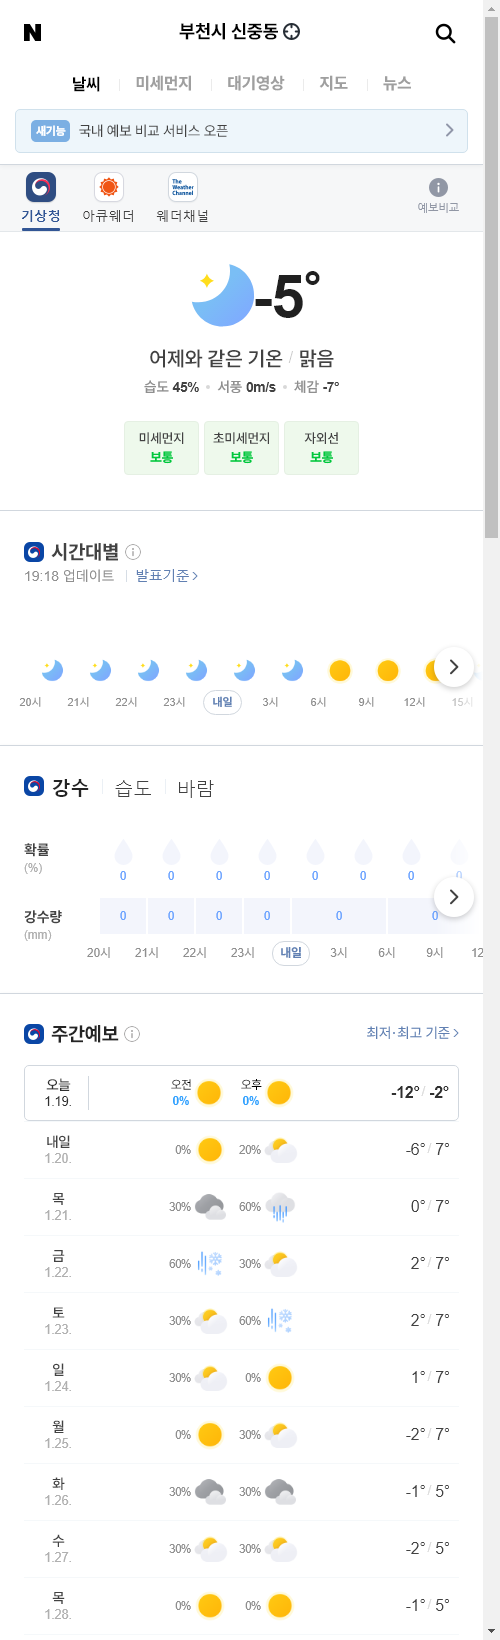 N
부천시 신중동
날씨 미세먼지 대기영상 지도 뉴스
새기능 국내 예보 비교 서비스 오픈
The Weather Channel
기상청 아큐웨더 웨더채널 예보비교
-5°
어제와 같은 기온 / 맑음
습도 45% 서풍 0m/s 체감 -7°
미세먼지 초미세먼지 자외선
보통 보통 보통
시간대별
19:18 업데이트 발표기준
20시 21시 22시 23시 내일 3시 6시 9시 12시 15시
강수 습도 바람
확률
(%)
0 0 0 0 0 0 0 0
강수량
(mm)
0 0 0 0 0 0
20시 21시 22시 23시 내일 3시 6시 9시 12
주간예보 최저·최고 기준
오늘 1.19. 오전 0% 오후 0% -12° / -2°
내일 1.20. 0% 20% -6° / 7°
목 1.21. 30% 60% 0° / 7°
금 1.22. 60% 30% 2° / 7°
토 1.23. 30% 60% 2° / 7°
일 1.24. 30% 0% 1° / 7°
월 1.25. 0% 30% -2° / 7°
화 1.26. 30% 30% -1° / 5°
수 1.27. 30% 30% -2° / 5°
목 1.28. 0% 0% -1° / 5°